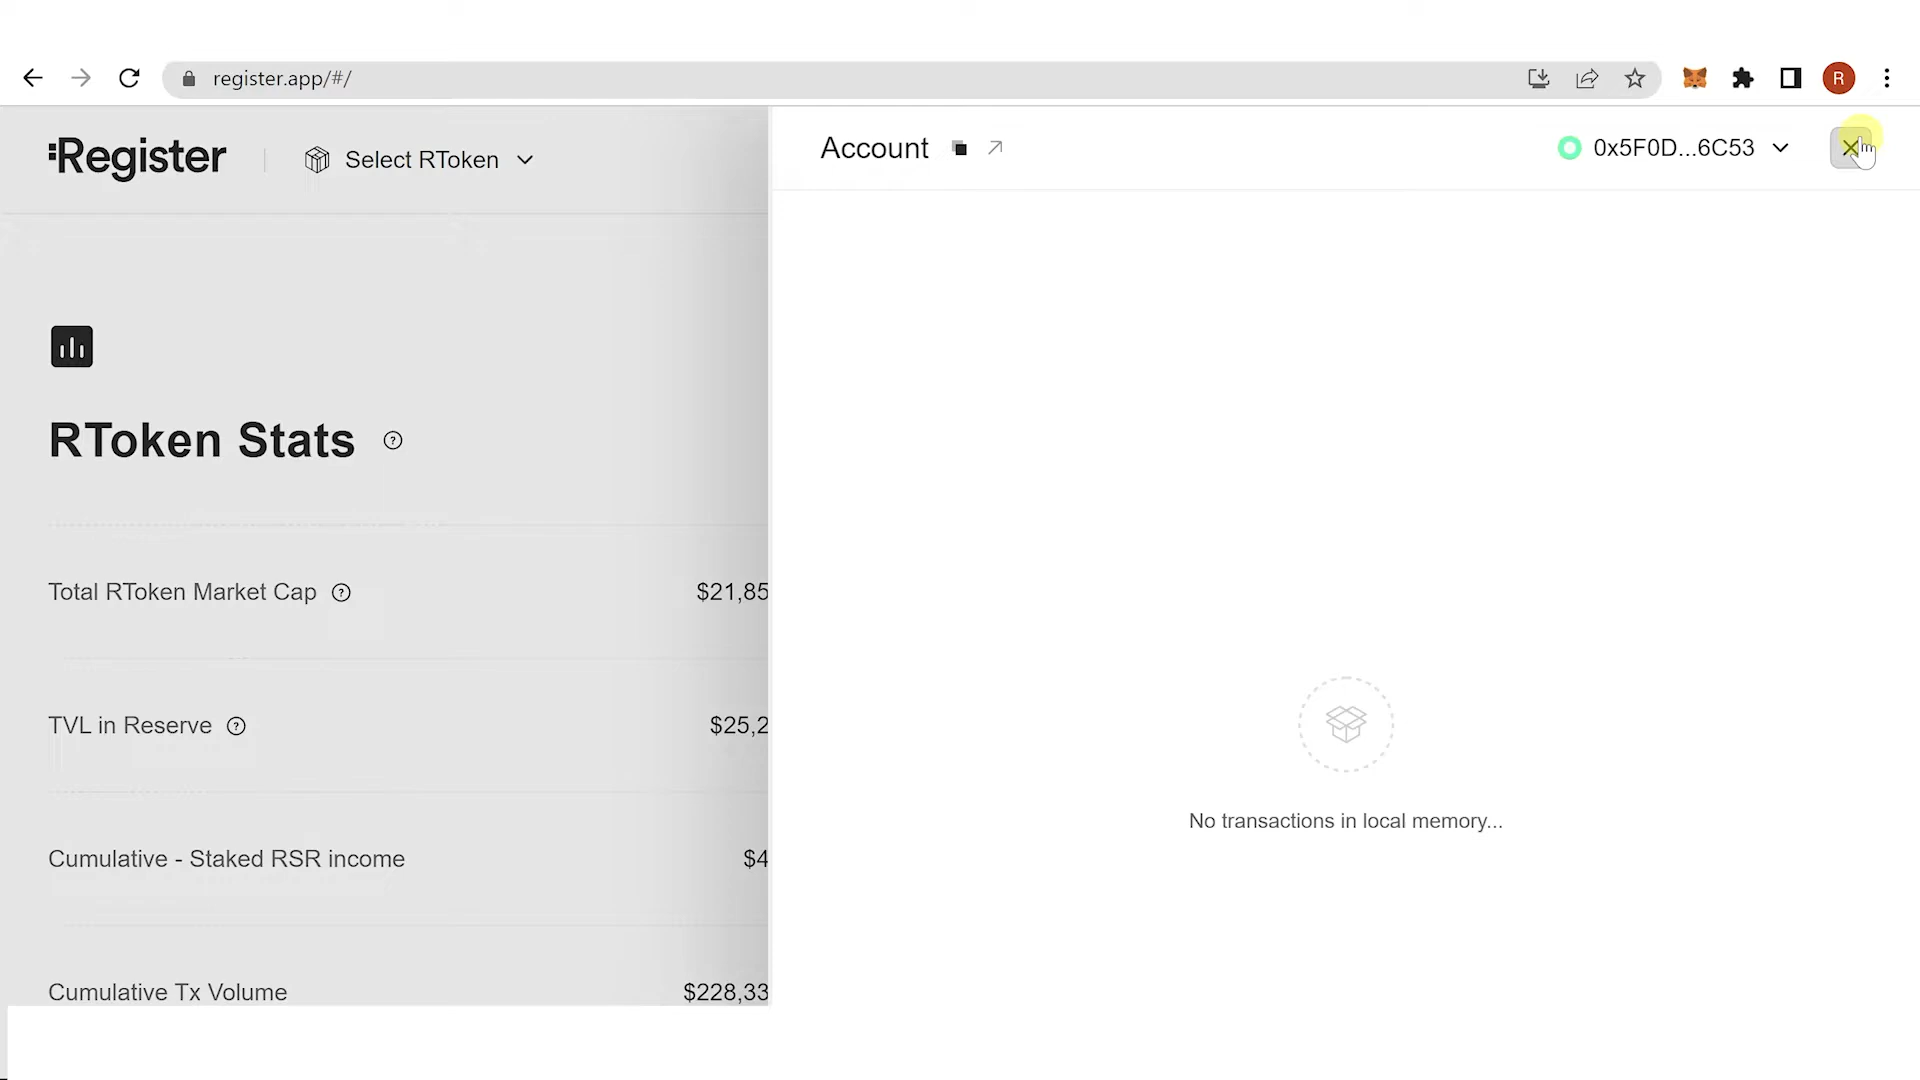 register.app/#/
R
Register
Select RToken
Account
0x5F0D...6C53
RToken Stats
Total RToken Market Cap
$21,85
TVL in Reserve
$25,2
Cumulative - Staked RSR income
$4
Cumulative Tx Volume
$228,33
No transactions in local memory...